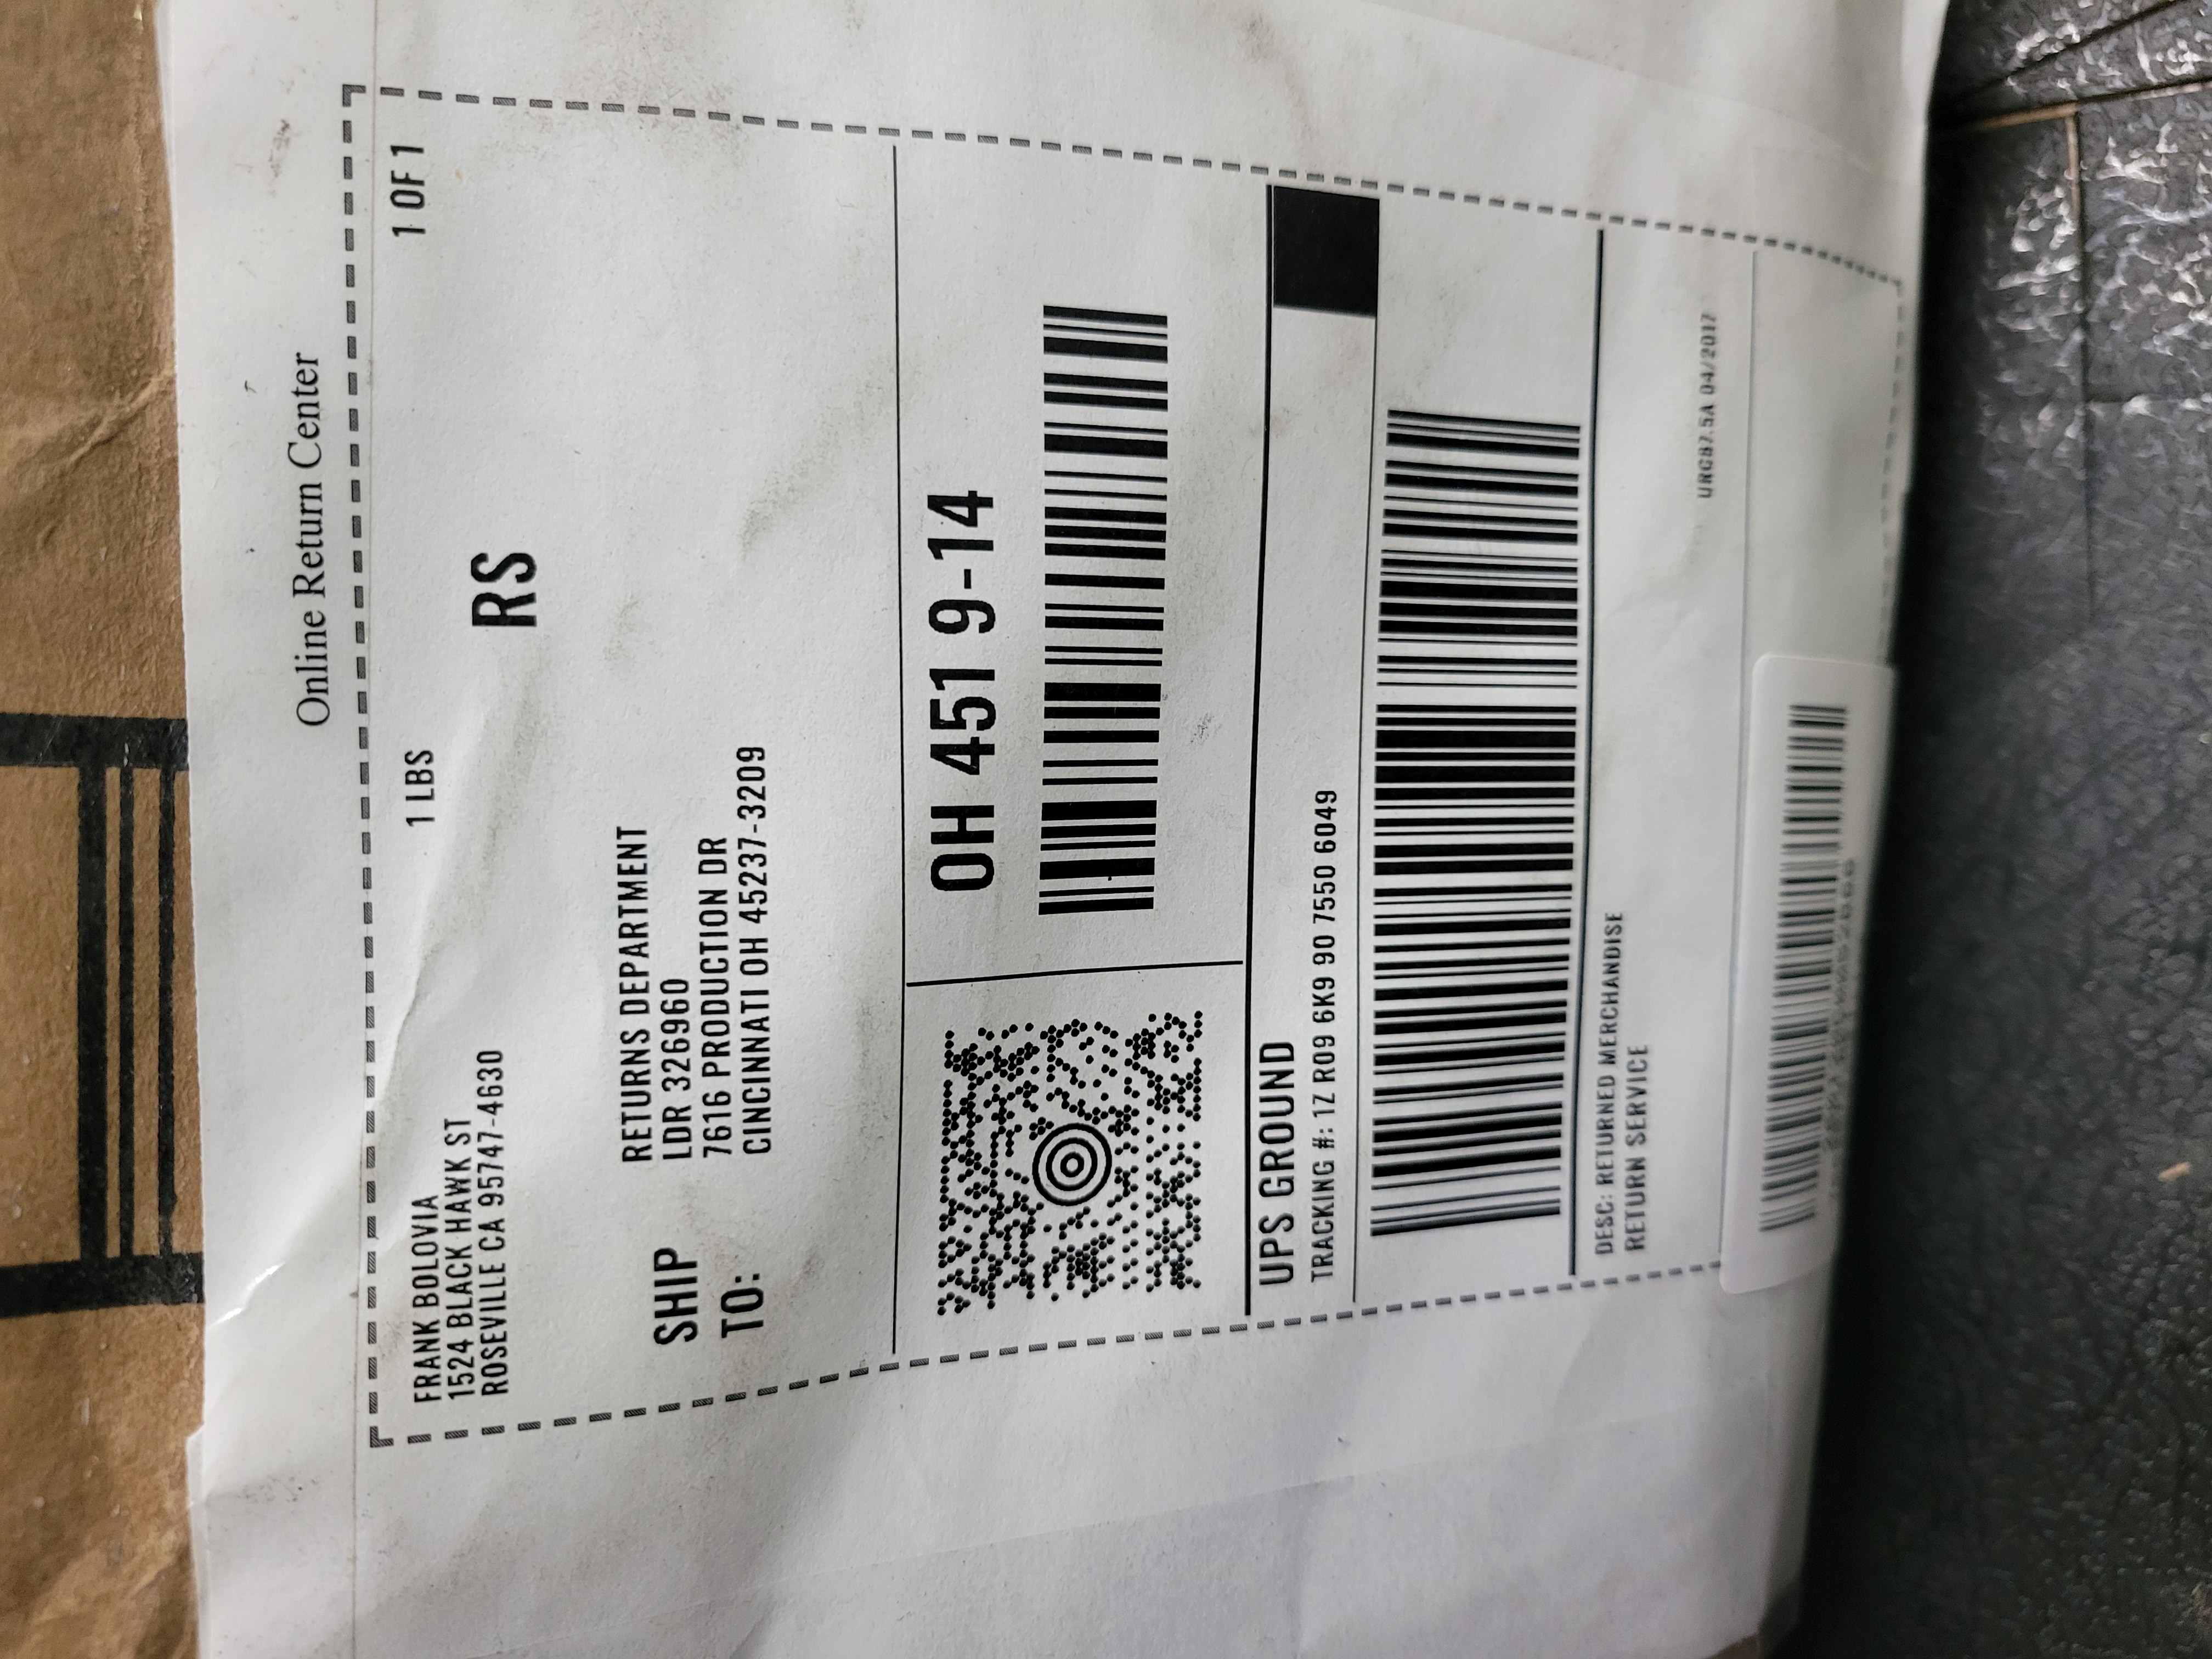 Online Return Center
FRANK BOLOVIA
1524 BLACK HAWK ST
ROSEVILLE CA 95747-4630
1 LBS
1 OF 1
RS
SHIP
TO:
RETURNS DEPARTMENT
LDR 326960
7616 PRODUCTION DR
CINCINNATI OH 45237-3209
OH 451 9-14
UPS GROUND
TRACKING #: 1Z R09 6K9 90 7550 6049
DESC: RETURNED MERCHANDISE
RETURN SERVICE
04/2017